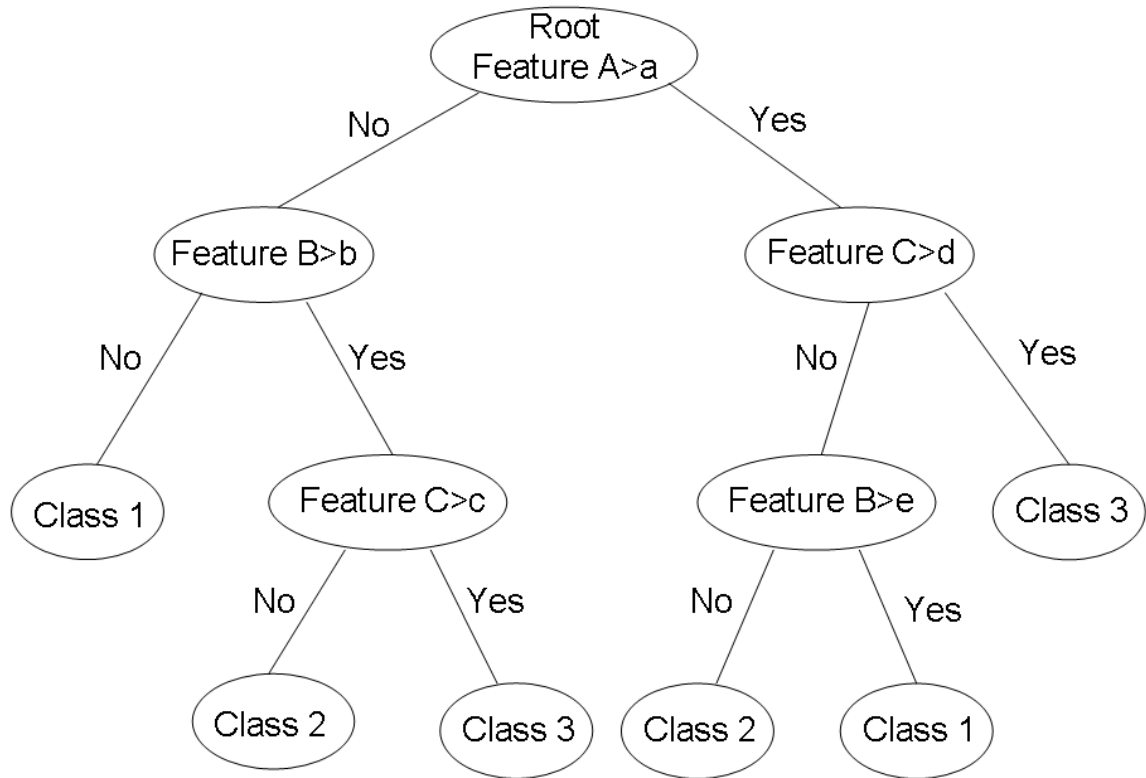 Root
Feature A>a
No
Yes
Feature B>b
Feature C>d
No
Yes
No
Yes
Class 1
Feature C>c
Feature B>e
Class 3
No
Yes
No
Yes
Class 2
Class 3
Class 2
Class 1